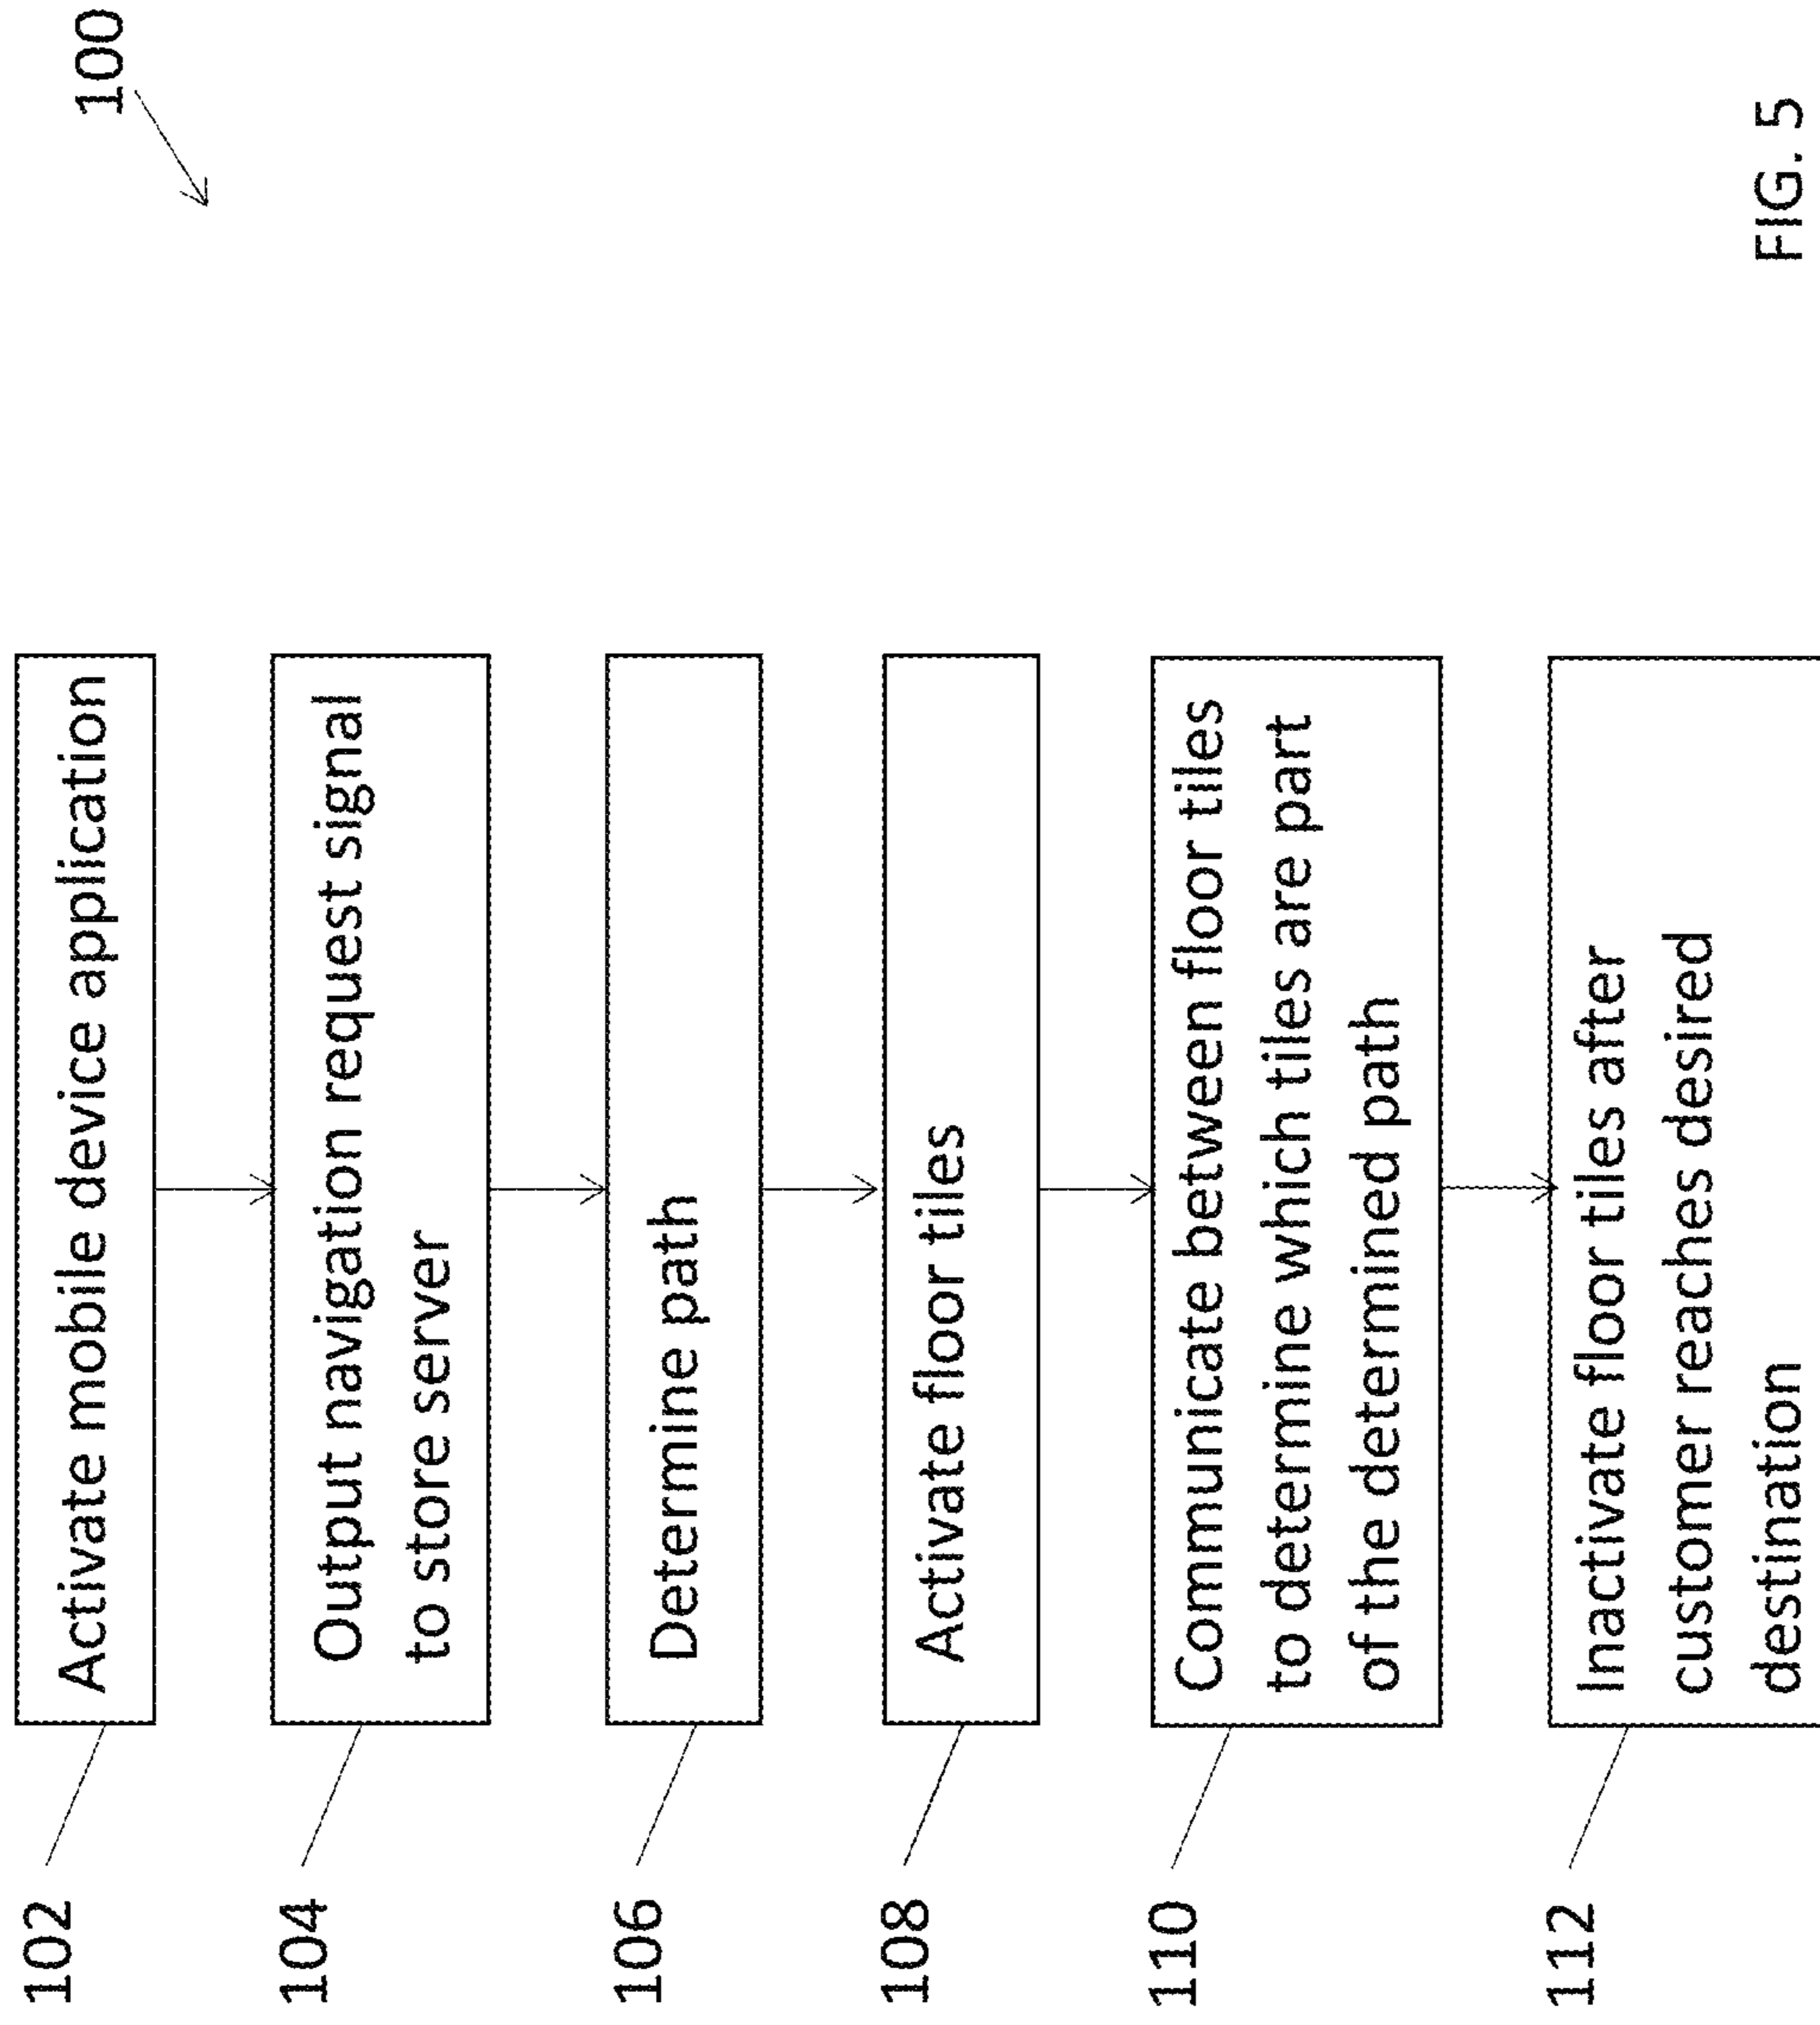 100
102
Activate mobile device application
104
Output navigation request signal
to store server
106
Determine path
108
Activate floor tiles
110
Communicate between floor tiles
to determine which tiles are part
of the determined path
112
Inactivate floor tiles after
customer reaches desired
destination
FIG. 5